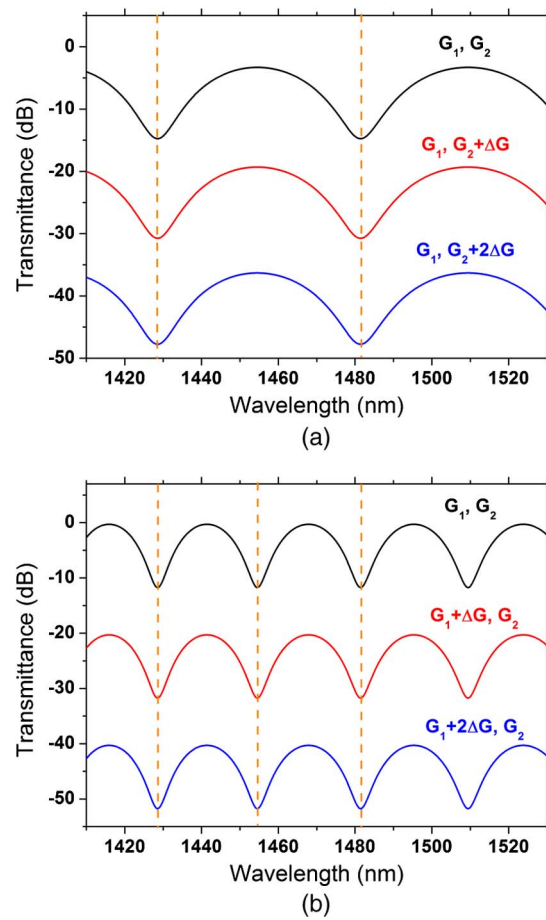 G₁, G₂
G₁, G₂+ΔG
G₁, G₂+2ΔG
Transmittance (dB)
0
-10
-20
-30
-40
-50
1420 1440 1460 1480 1500 1520
Wavelength (nm)
(a)
G₁, G₂
G₁+ΔG, G₂
G₁+2ΔG, G₂
Transmittance (dB)
0
-10
-20
-30
-40
-50
1420 1440 1460 1480 1500 1520
Wavelength (nm)
(b)